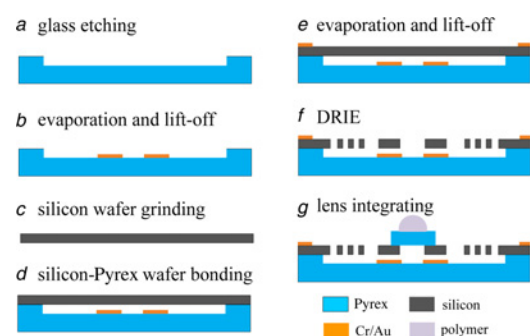 a glass etching
b evaporation and lift-off
c silicon wafer grinding
d silicon-Pyrex wafer bonding
e evaporation and lift-off
f DRIE
g lens integrating
Pyrex
silicon
Cr/Au
polymer